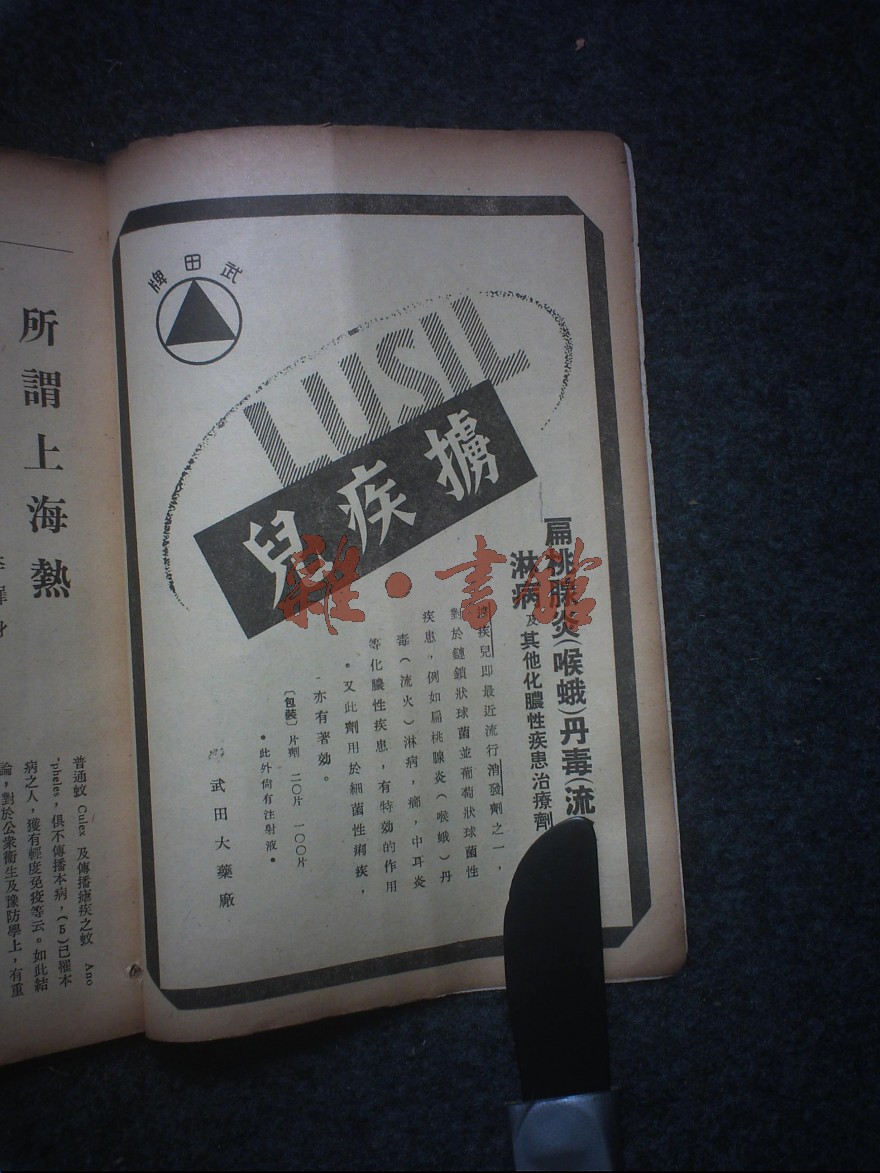 武田牌
LUSIL
擄疾兒
扁桃腺炎(喉蛾)丹毒(流
淋病及其他化膿性疾患治療劑
疾兒即最近流行消發劑之一，
對於鏈鎖狀球菌並葡萄狀球菌性
疾患，例如扁桃腺炎(喉蛾)丹
毒(流火)淋病，癤，中耳炎
等化膿性疾患，有特効的作用
。又此劑用於細菌性痢疾，
亦有著効。
〔包裝〕片劑 二〇片 一〇〇片
•此外尚有注射液•
武田大藥廠
雜•書館
所謂上海熱
普通蚊 Culex 及傳播瘧疾之蚊 Ano
pheles，俱不傳播本病，(5)已罹本
病之人，獲有輕度免疫等云。如此結
論，對於公衆衞生及豫防學上，有重